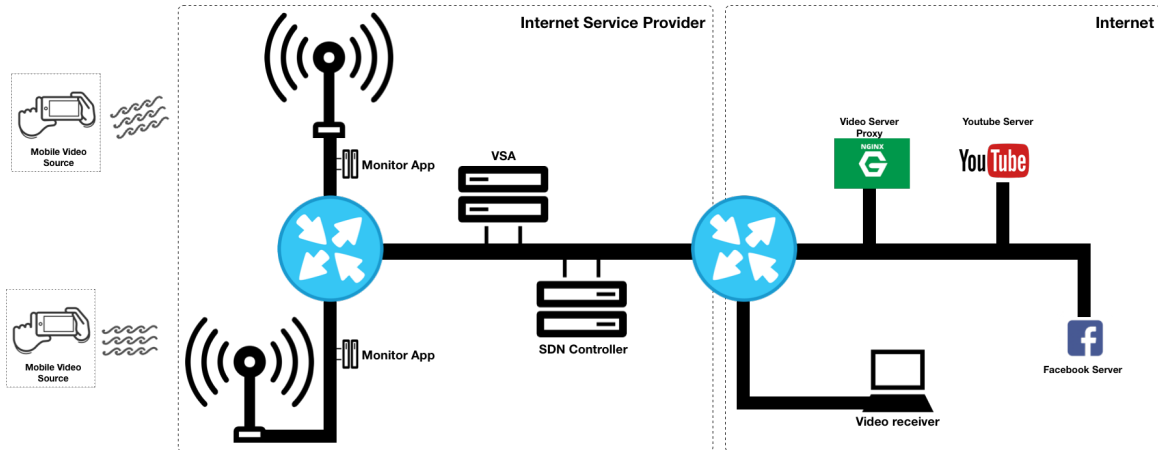 Internet Service Provider
Internet
Mobile Video
Source
Monitor App
VSA
Video Server
Proxy
NGINX
G
Youtube Server
YouTube
SDN Controller
Mobile Video
Source
Monitor App
Facebook Server
f
Video receiver